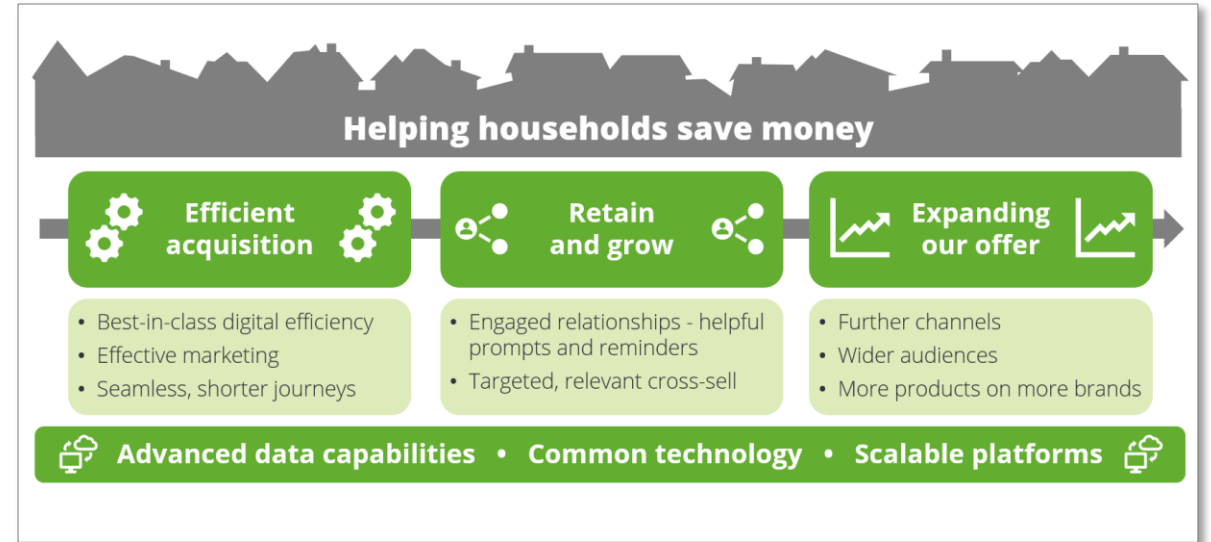 Helping households save money
Efficient
acquisition
Retain
and grow
Expanding
our offer
• Best-in-class digital efficiency
• Effective marketing
• Seamless, shorter journeys
• Engaged relationships - helpful
prompts and reminders
• Targeted, relevant cross-sell
• Further channels
• Wider audiences
• More products on more brands
Advanced data capabilities • Common technology • Scalable platforms